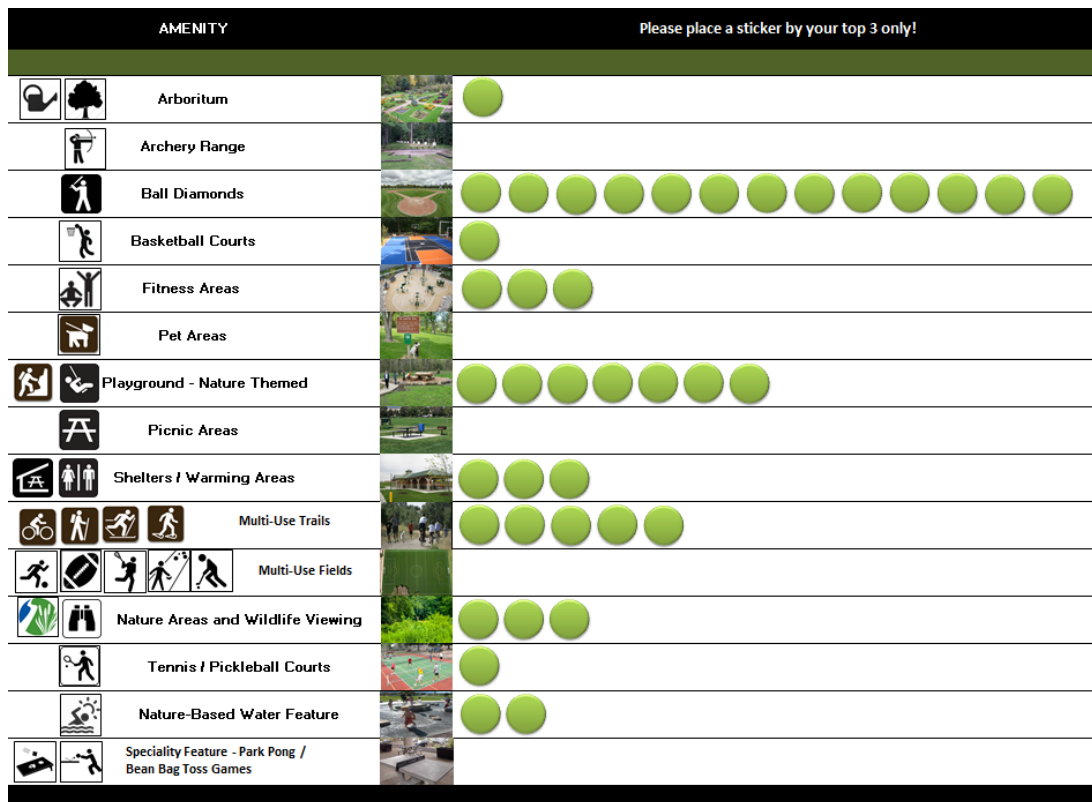 AMENITY
Please place a sticker by your top 3 only!
Arboritum
Archery Range
Ball Diamonds
Basketball Courts
Fitness Areas
Pet Areas
Playground - Nature Themed
Picnic Areas
Shelters / Warming Areas
Multi-Use Trails
Multi-Use Fields
Nature Areas and Wildlife Viewing
Tennis / Pickleball Courts
Nature-Based Water Feature
Speciality Feature - Park Pong /
Bean Bag Toss Games